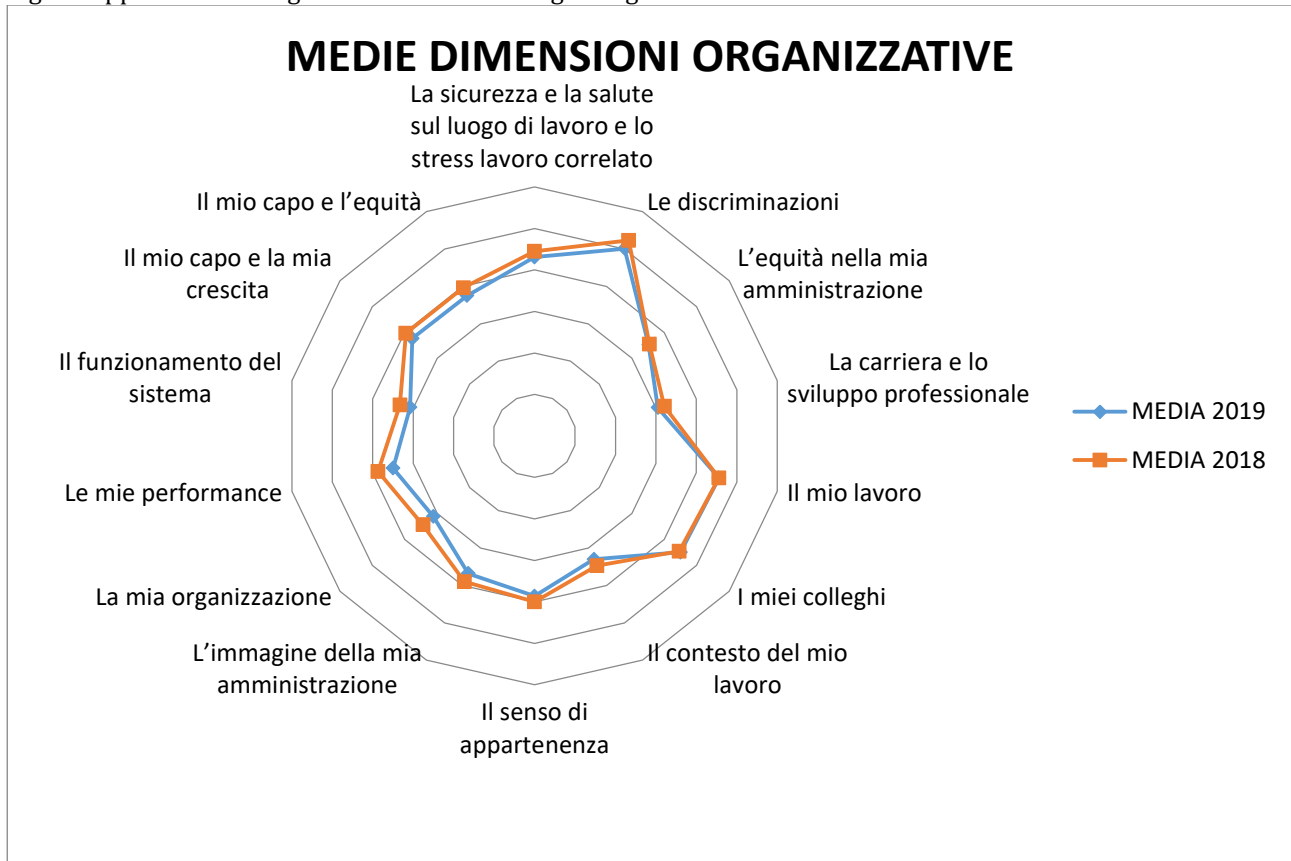 MEDIE DIMENSIONI ORGANIZZATIVE
La sicurezza e la salute
sul luogo di lavoro e lo
stress lavoro correlato
Le discriminazioni
L’equità nella mia
amministrazione
La carriera e lo
sviluppo professionale
Il mio lavoro
I miei colleghi
Il contesto del mio
lavoro
Il senso di
appartenenza
L’immagine della mia
amministrazione
La mia organizzazione
Le mie performance
Il funzionamento del
sistema
Il mio capo e la mia
crescita
Il mio capo e l’equità
MEDIA 2019
MEDIA 2018